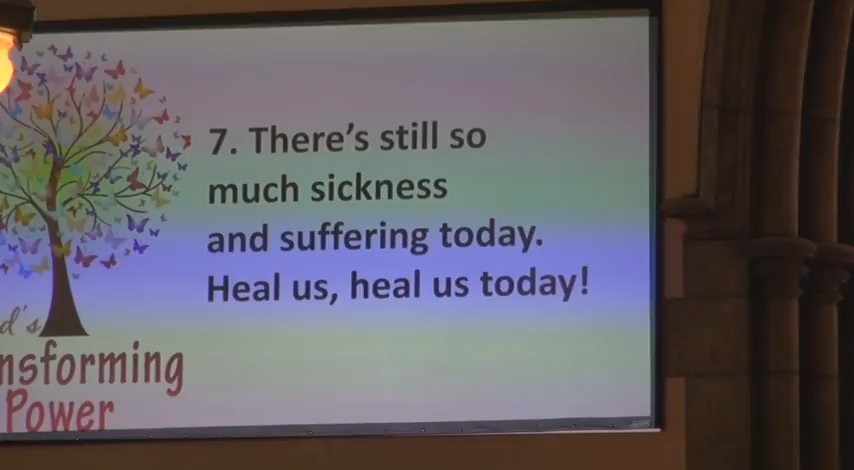 7. There's still so
much sickness
and suffering today.
Heal us, heal us today!
d's
nsforming
Power